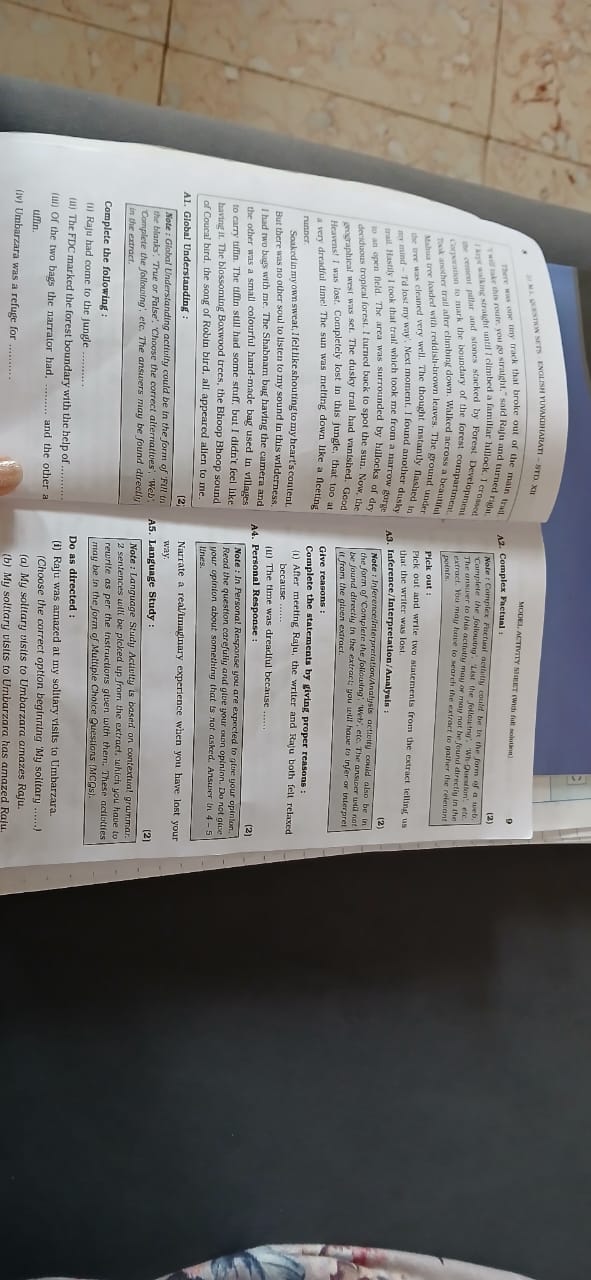 8 21 M.L. QUESTION SETS : ENGLISH YUVAKBHARATI – STD. XI
There was one tiny track that broke out of the main trail.
"I will take this route, you go straight," said Raju and turned right.
I kept walking straight until I climbed a familiar hillock. I crossed
the cement pillar and stones stacked by Forest Development
Corporation to mark the boundary of the forest compartment.
Took another trail after climbing down. Walked across a beautiful
Mahua tree loaded with reddish-brown leaves. The ground under
the tree was cleaned very well. The thought instantly flashed in
my mind – 'I'd lost my way'. Next moment, I found another dusky
trail. Hastily I took that trail which took me from a narrow gorge
to an open field. The area was surrounded by hillocks of dry
deciduous tropical forest. I turned back to spot the sun. Now, the
geographical west was set. The dusky trail had vanished. Good
Heavens! I was lost. Completely lost in this jungle, that too at
a very dreadful time! The sun was melting down like a fleeting
runner.
Soaked in my own sweat, I felt like shouting to my heart's content.
But there was no other soul to listen to my sound in this wilderness.
I had two bags with me. The Shabnam bag having the camera and
the other was a small colourful hand-made bag used in villages
to carry tiffin. The tiffin still had some stuff, but I didn't feel like
having it. The blossoming Boxwood trees, the Bhoop Bhoop sound
of Coucal bird, the song of Robin bird, all appeared alien to me.
A1. Global Understanding : [2]
Note : Global Understanding activity could be in the form of 'Fill in
the blanks', 'True or False', 'Choose the correct alternatives', 'Web',
'Complete the following', etc. The answers may be found directly
in the extract.
Complete the following :
(i) Raju had come to the jungle ..........
(ii) The FDC marked the forest boundary with the help of ..........
(iii) Of the two bags the narrator had, ......... and the other a
tiffin.
(iv) Umbarzara was a refuge for ..........
MODEL ACTIVITY SHEET (With full solution) 9
A2. Complex Factual : [2]
Note : Complex Factual activity could be in the form of a web,
'Complete the following', 'List the following', 'Wh-Question', etc.
The answer to this activity may or may not be found directly in the
extract. You may have to search the extract to gather the relevant
points.
Pick out :
Pick out and write two statements from the extract telling us
that the writer was lost.
A3. Inference/Interpretation/Analysis : [2]
Note : Inference/Interpretation/Analysis activity could also be in
the form of 'Complete the following', 'Web', etc. The answer will not
be found directly in the extract; you will have to infer or interpret
it from the given extract.
Give reasons :
Complete the statements by giving proper reasons :
(i) After meeting Raju, the writer and Raju both felt relaxed
because ......
(ii) The time was dreadful because ......
A4. Personal Response : [2]
Note : In Personal Response you are expected to give your opinion.
Read the question carefully and give your own opinion. Do not give
your opinion about something that is not asked. Answer in 4 – 5
lines.
Narrate a real/imaginary experience when you have lost your
way.
A5. Language Study : [2]
Note : Language Study Activity is based on contextual grammar.
2 sentences will be picked up from the extract, which you have to
rewrite as per the instructions given with them. These activities
may be in the form of Multiple Choice Questions (MCQs).
Do as directed :
(i) Raju was amazed at my solitary visits to Umbarzara.
(Choose the correct option beginning 'My solitary ......')
(a) My solitary visits to Umbarzara amazes Raju.
(b) My solitary visits to Umbarzara has amazed Raju.